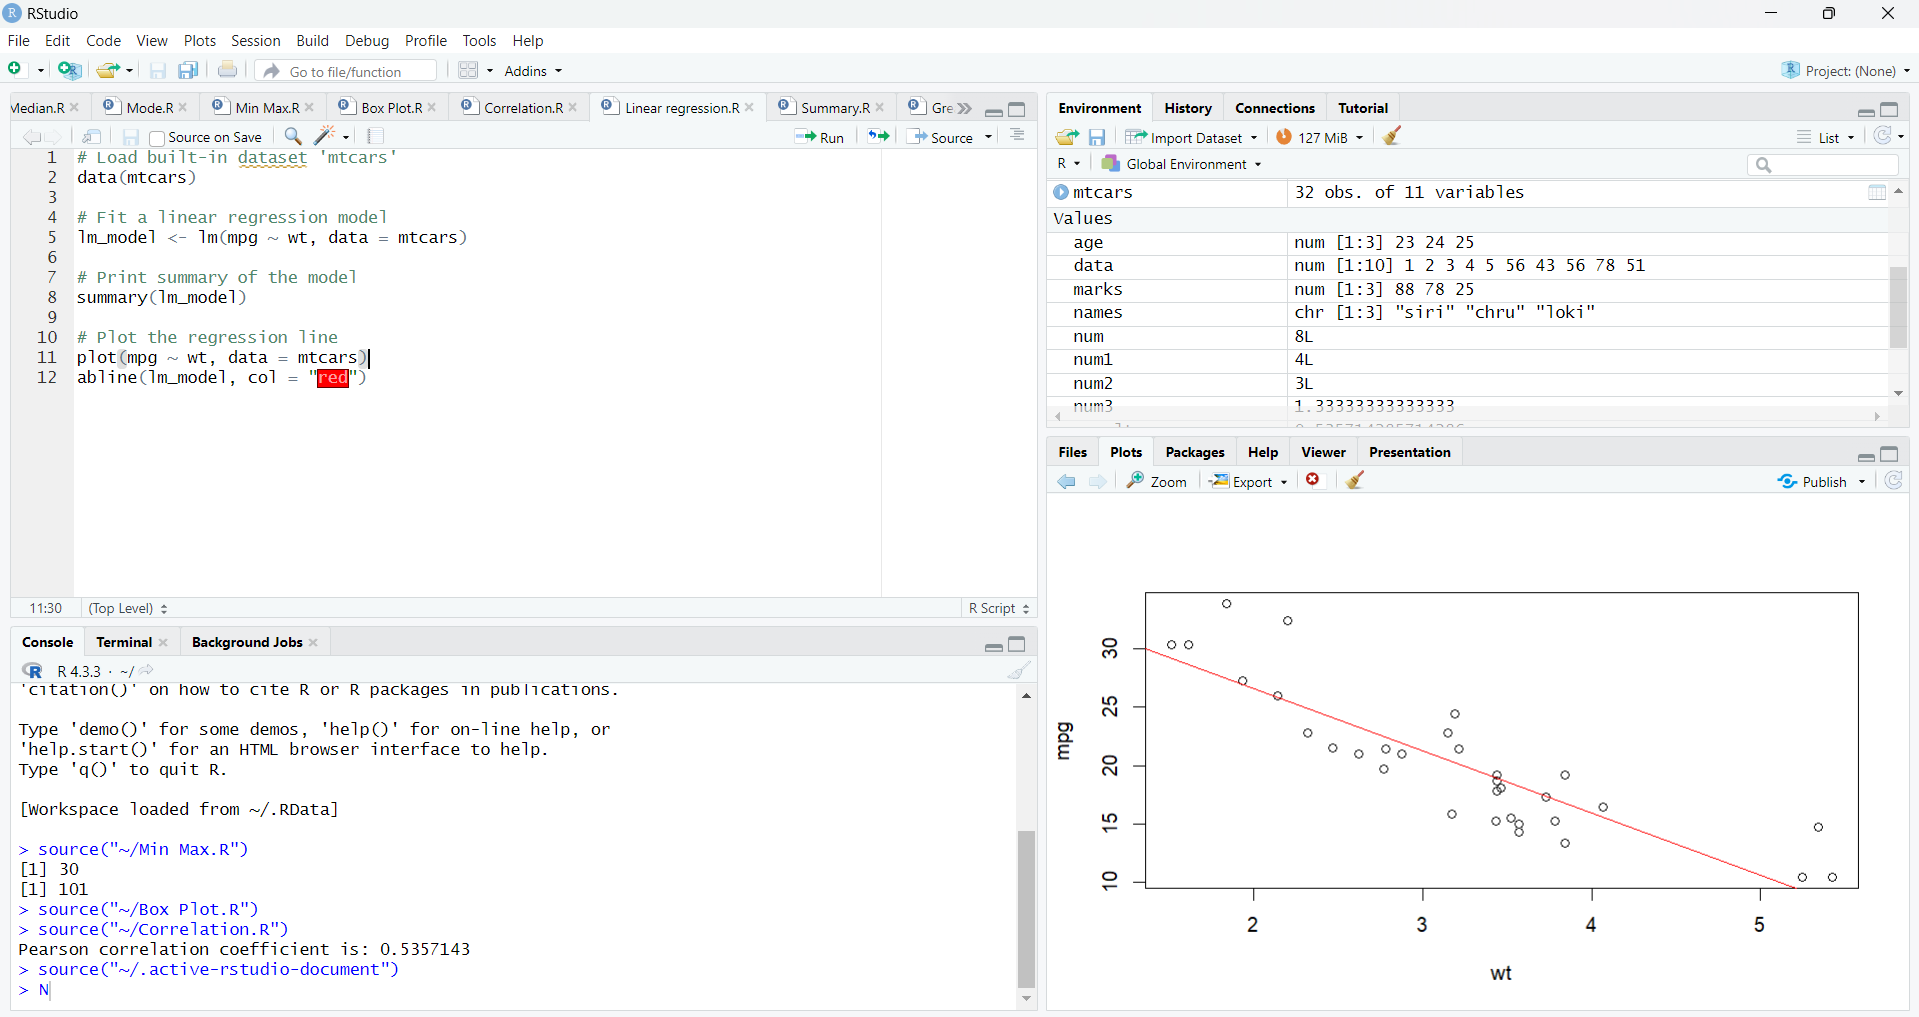 RStudio
File Edit Code View Plots Session Build Debug Profile Tools Help
Go to file/function Addins Project: (None)
Median.R Mode.R Min Max.R Box Plot.R Correlation.R Linear regression.R Summary.R Gre
Source on Save Run Source
1 # Load built-in dataset 'mtcars'
2 data(mtcars)
3
4 # Fit a linear regression model
5 lm_model <- lm(mpg ~ wt, data = mtcars)
6
7 # Print summary of the model
8 summary(lm_model)
9
10 # Plot the regression line
11 plot(mpg ~ wt, data = mtcars)
12 abline(lm_model, col = "red")
11:30 (Top Level) R Script
Console Terminal Background Jobs
R 4.3.3 · ~/
'citation()' on how to cite R or R packages in publications.
Type 'demo()' for some demos, 'help()' for on-line help, or
'help.start()' for an HTML browser interface to help.
Type 'q()' to quit R.
[Workspace loaded from ~/.RData]
> source("~/Min Max.R")
[1] 30
[1] 101
> source("~/Box Plot.R")
> source("~/Correlation.R")
Pearson correlation coefficient is: 0.5357143
> source("~/.active-rstudio-document")
> N
Environment History Connections Tutorial
Import Dataset 127 MiB List
R Global Environment
mtcars 32 obs. of 11 variables
Values
age num [1:3] 23 24 25
data num [1:10] 1 2 3 4 5 56 43 56 78 51
marks num [1:3] 88 78 25
names chr [1:3] "siri" "chru" "loki"
num 8L
num1 4L
num2 3L
num3 1.33333333333333
Files Plots Packages Help Viewer Presentation
Zoom Export Publish
mpg
30
25
20
15
10
2 3 4 5
wt